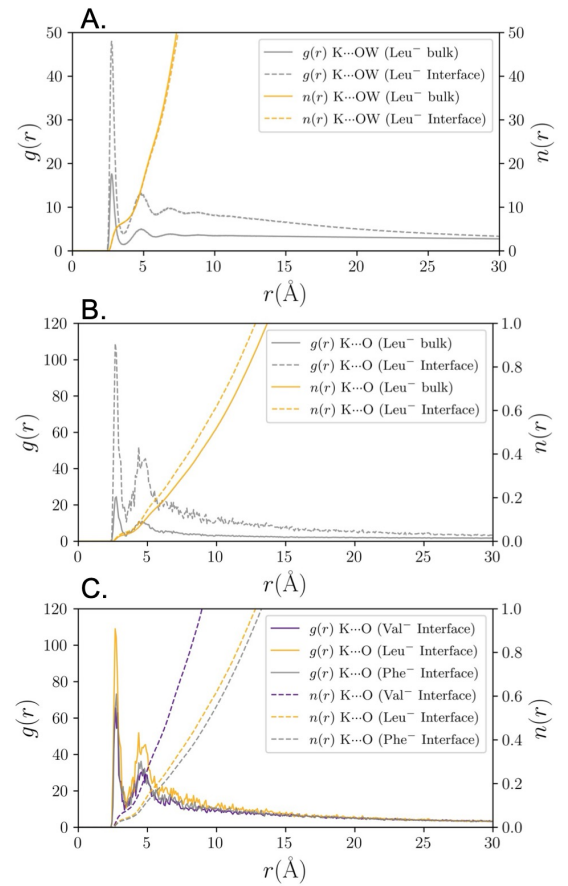 A.
g(r) K···OW (Leu⁻ bulk)
g(r) K···OW (Leu⁻ Interface)
n(r) K···OW (Leu⁻ bulk)
n(r) K···OW (Leu⁻ Interface)
50
40
30
20
10
0
g(r)
50
40
30
20
10
0
n(r)
0 5 10 15 20 25 30
r(Å)
B.
g(r) K···O (Leu⁻ bulk)
g(r) K···O (Leu⁻ Interface)
n(r) K···O (Leu⁻ bulk)
n(r) K···O (Leu⁻ Interface)
120
100
80
60
40
20
0
g(r)
1.0
0.8
0.6
0.4
0.2
0.0
n(r)
0 5 10 15 20 25 30
r(Å)
C.
g(r) K···O (Val⁻ Interface)
g(r) K···O (Leu⁻ Interface)
g(r) K···O (Phe⁻ Interface)
n(r) K···O (Val⁻ Interface)
n(r) K···O (Leu⁻ Interface)
n(r) K···O (Phe⁻ Interface)
120
100
80
60
40
20
0
g(r)
1.0
0.8
0.6
0.4
0.2
0.0
n(r)
0 5 10 15 20 25 30
r(Å)